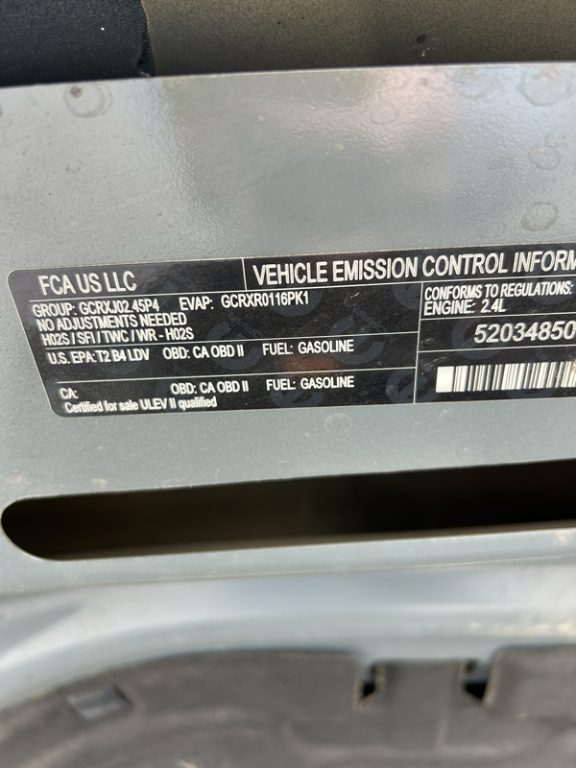 FCA US LLC
VEHICLE EMISSION CONTROL INFORM
GROUP: GCRXJ02.45P4 EVAP: GCRXR0116PK1
NO ADJUSTMENTS NEEDED
H02S / SFI / TWC / WR - H02S
U.S. EPA: T2 B4 LDV OBD: CA OBD II FUEL: GASOLINE
CA: OBD: CA OBD II FUEL: GASOLINE
Certified for sale ULEV II qualified
CONFORMS TO REGULATIONS:
ENGINE: 2.4L
52034850